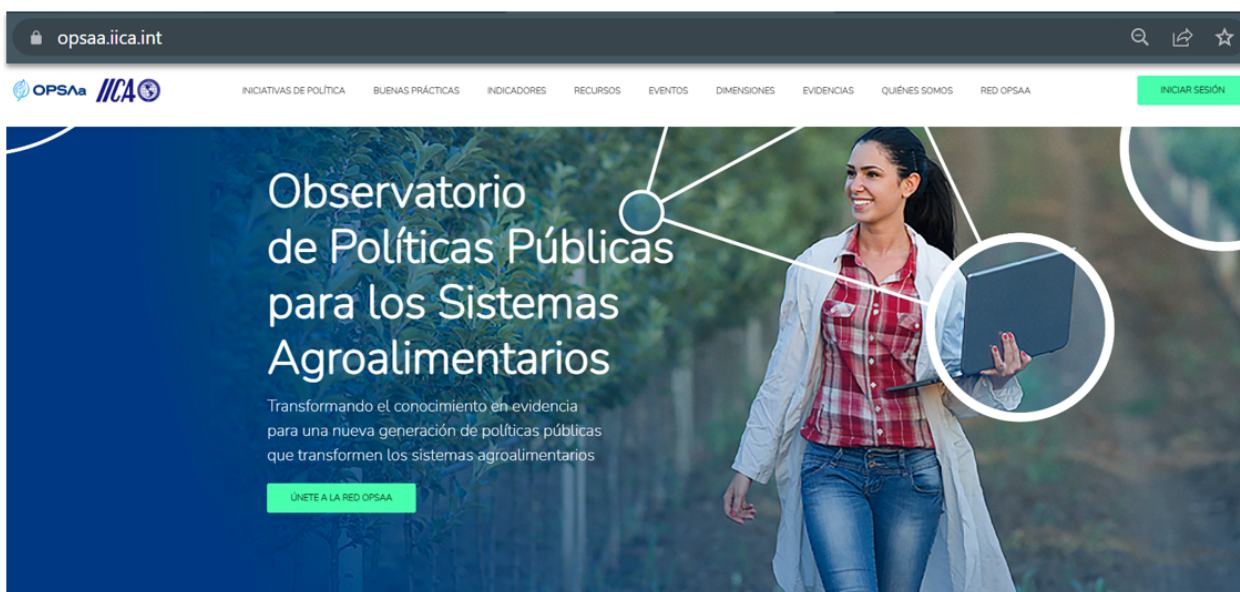 opsaa.iica.int
OPSAa IICA
INICIATIVAS DE POLÍTICA BUENAS PRÁCTICAS INDICADORES RECURSOS EVENTOS DIMENSIONES EVIDENCIAS QUIÉNES SOMOS RED OPSAA INICIAR SESIÓN
Observatorio
de Políticas Públicas
para los Sistemas
Agroalimentarios
Transformando el conocimiento en evidencia
para una nueva generación de políticas públicas
que transformen los sistemas agroalimentarios
ÚNETE A LA RED OPSAA